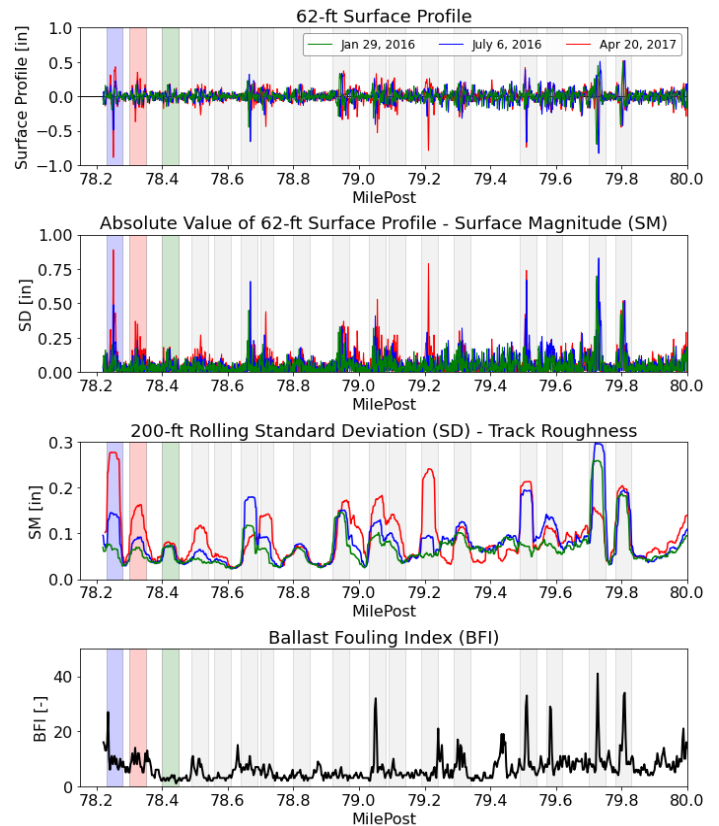 62-ft Surface Profile
Surface Profile [in]
1.0
0.5
0.0
−0.5
−1.0
Jan 29, 2016 July 6, 2016 Apr 20, 2017
78.2 78.4 78.6 78.8 79.0 79.2 79.4 79.6 79.8 80.0
MilePost
Absolute Value of 62-ft Surface Profile - Surface Magnitude (SM)
SD [in]
1.00
0.75
0.50
0.25
0.00
78.2 78.4 78.6 78.8 79.0 79.2 79.4 79.6 79.8 80.0
MilePost
200-ft Rolling Standard Deviation (SD) - Track Roughness
SM [in]
0.3
0.2
0.1
0.0
78.2 78.4 78.6 78.8 79.0 79.2 79.4 79.6 79.8 80.0
MilePost
Ballast Fouling Index (BFI)
BFI [-]
40
20
0
78.2 78.4 78.6 78.8 79.0 79.2 79.4 79.6 79.8 80.0
MilePost